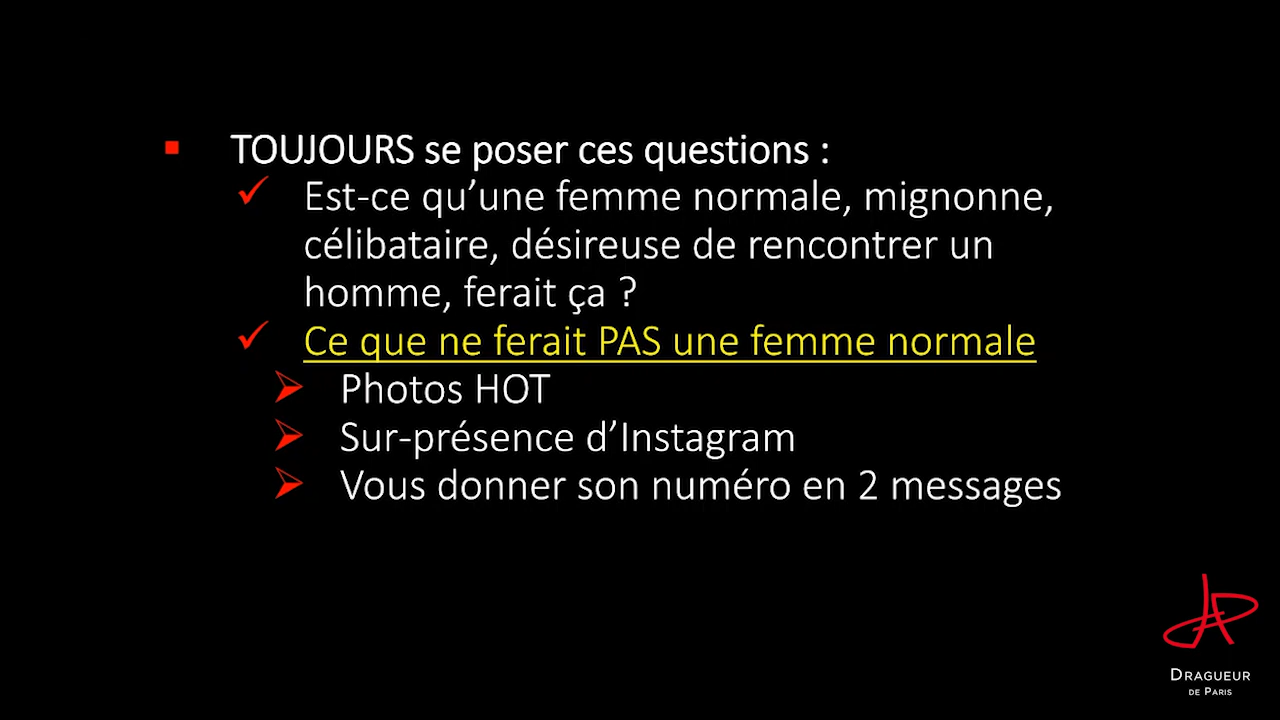 TOUJOURS se poser ces questions :
Est-ce qu’une femme normale, mignonne,
célibataire, désireuse de rencontrer un
homme, ferait ça ?
Ce que ne ferait PAS une femme normale
Photos HOT
Sur-présence d’Instagram
Vous donner son numéro en 2 messages
DRAGUEUR
DE PARIS